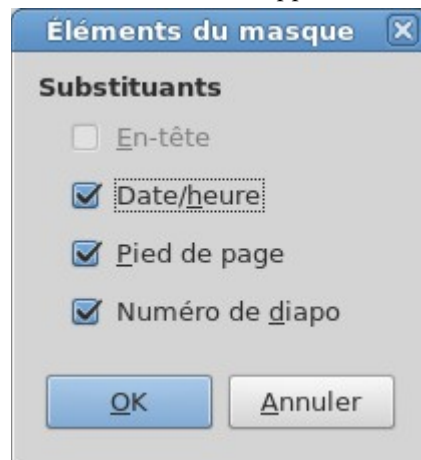 Éléments du masque
Substituants
En-tête
Date/heure
Pied de page
Numéro de diapo
OK
Annuler